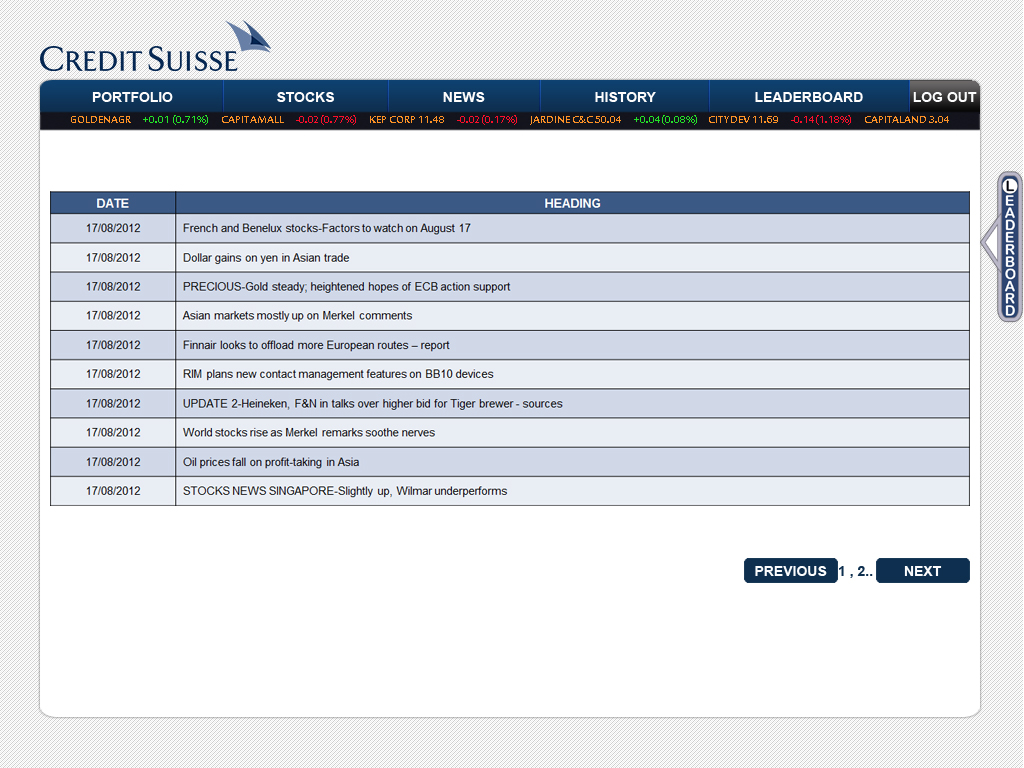 CREDIT SUISSE
PORTFOLIO STOCKS NEWS HISTORY LEADERBOARD LOG OUT
GOLDENAGR +0.01 (0.71%) CAPITAMALL -0.02 (0.77%) KEP CORP 11.48 -0.02 (0.17%) JARDINE C&C 50.04 +0.04 (0.08%) CITYDEV 11.69 -0.14 (1.18%) CAPITALAND 3.04
DATE HEADING
17/08/2012 French and Benelux stocks-Factors to watch on August 17
17/08/2012 Dollar gains on yen in Asian trade
17/08/2012 PRECIOUS-Gold steady; heightened hopes of ECB action support
17/08/2012 Asian markets mostly up on Merkel comments
17/08/2012 Finnair looks to offload more European routes – report
17/08/2012 RIM plans new contact management features on BB10 devices
17/08/2012 UPDATE 2-Heineken, F&N in talks over higher bid for Tiger brewer - sources
17/08/2012 World stocks rise as Merkel remarks soothe nerves
17/08/2012 Oil prices fall on profit-taking in Asia
17/08/2012 STOCKS NEWS SINGAPORE-Slightly up, Wilmar underperforms
PREVIOUS 1 , 2.. NEXT
LEADERBOARD